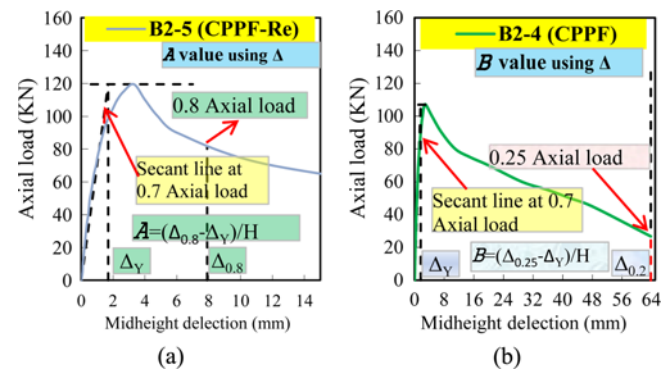 B2-5 (CPPF-Re)
A value using Δ
Axial load (KN)
160
140
120
100
80
60
40
20
0
0.8 Axial load
Secant line at
0.7 Axial load
A=(Δ0.8-ΔY)/H
ΔY
Δ0.8
0 2 4 6 8 10 12 14
Midheight delection (mm)
(a)
B2-4 (CPPF)
B value using Δ
Axial load (KN)
160
140
120
100
80
60
40
20
0
0.25 Axial load
Secant line at 0.7
Axial load
B=(Δ0.25-ΔY)/H
ΔY
Δ0.2
0 8 16 24 32 40 48 56 64
Midheight delection (mm)
(b)